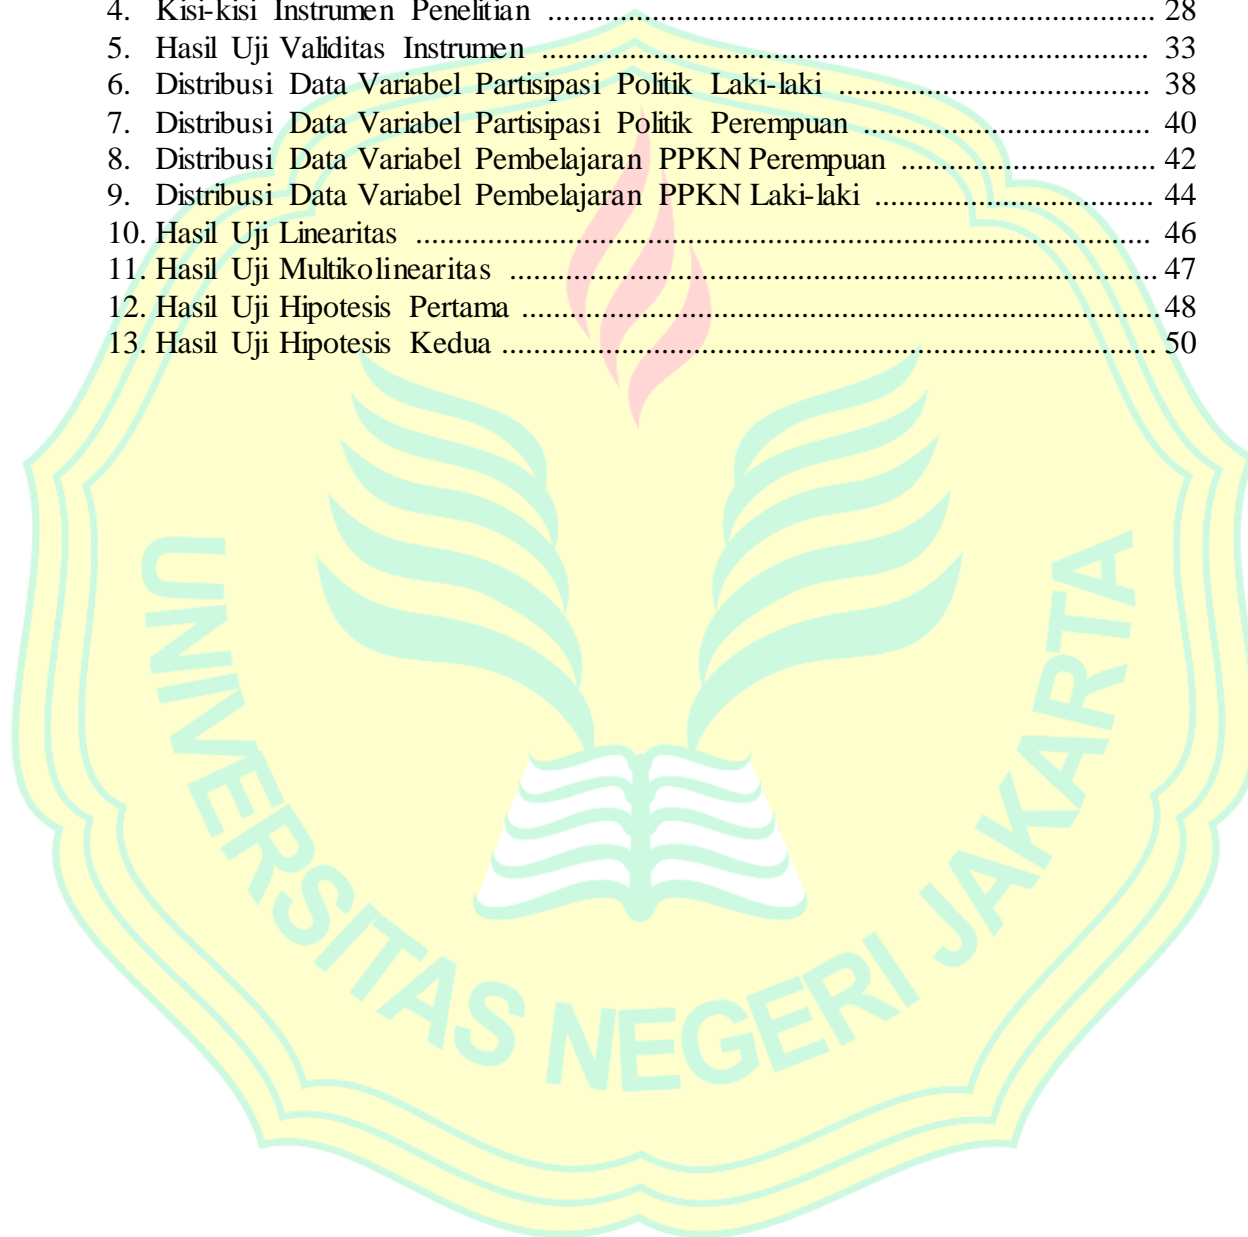 4. Kisi-kisi Instrumen Penelitian ............................................................................ 28
5. Hasil Uji Validitas Instrumen ............................................................................ 33
6. Distribusi Data Variabel Partisipasi Politik Laki-laki ....................................... 38
7. Distribusi Data Variabel Partisipasi Politik Perempuan .................................... 40
8. Distribusi Data Variabel Pembelajaran PPKN Perempuan ................................ 42
9. Distribusi Data Variabel Pembelajaran PPKN Laki-laki ................................... 44
10. Hasil Uji Linearitas ............................................................................................ 46
11. Hasil Uji Multikolinearitas ................................................................................. 47
12. Hasil Uji Hipotesis Pertama ................................................................................ 48
13. Hasil Uji Hipotesis Kedua .................................................................................. 50
UNIVERSITAS NEGERI JAKARTA